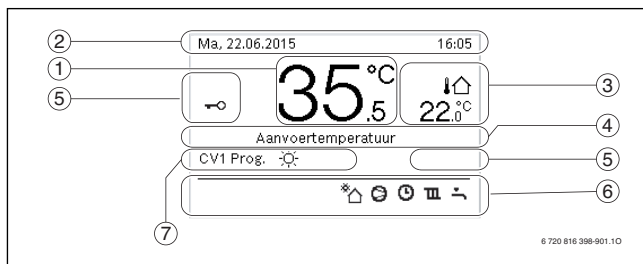 ② Ma, 22.06.2015 16:05
① 35.5 °C
⑤
22.0 °C ③
Aanvoertemperatuur ④
CV1 Prog. ⑤
⑥
⑦
6 720 816 398-901.1O